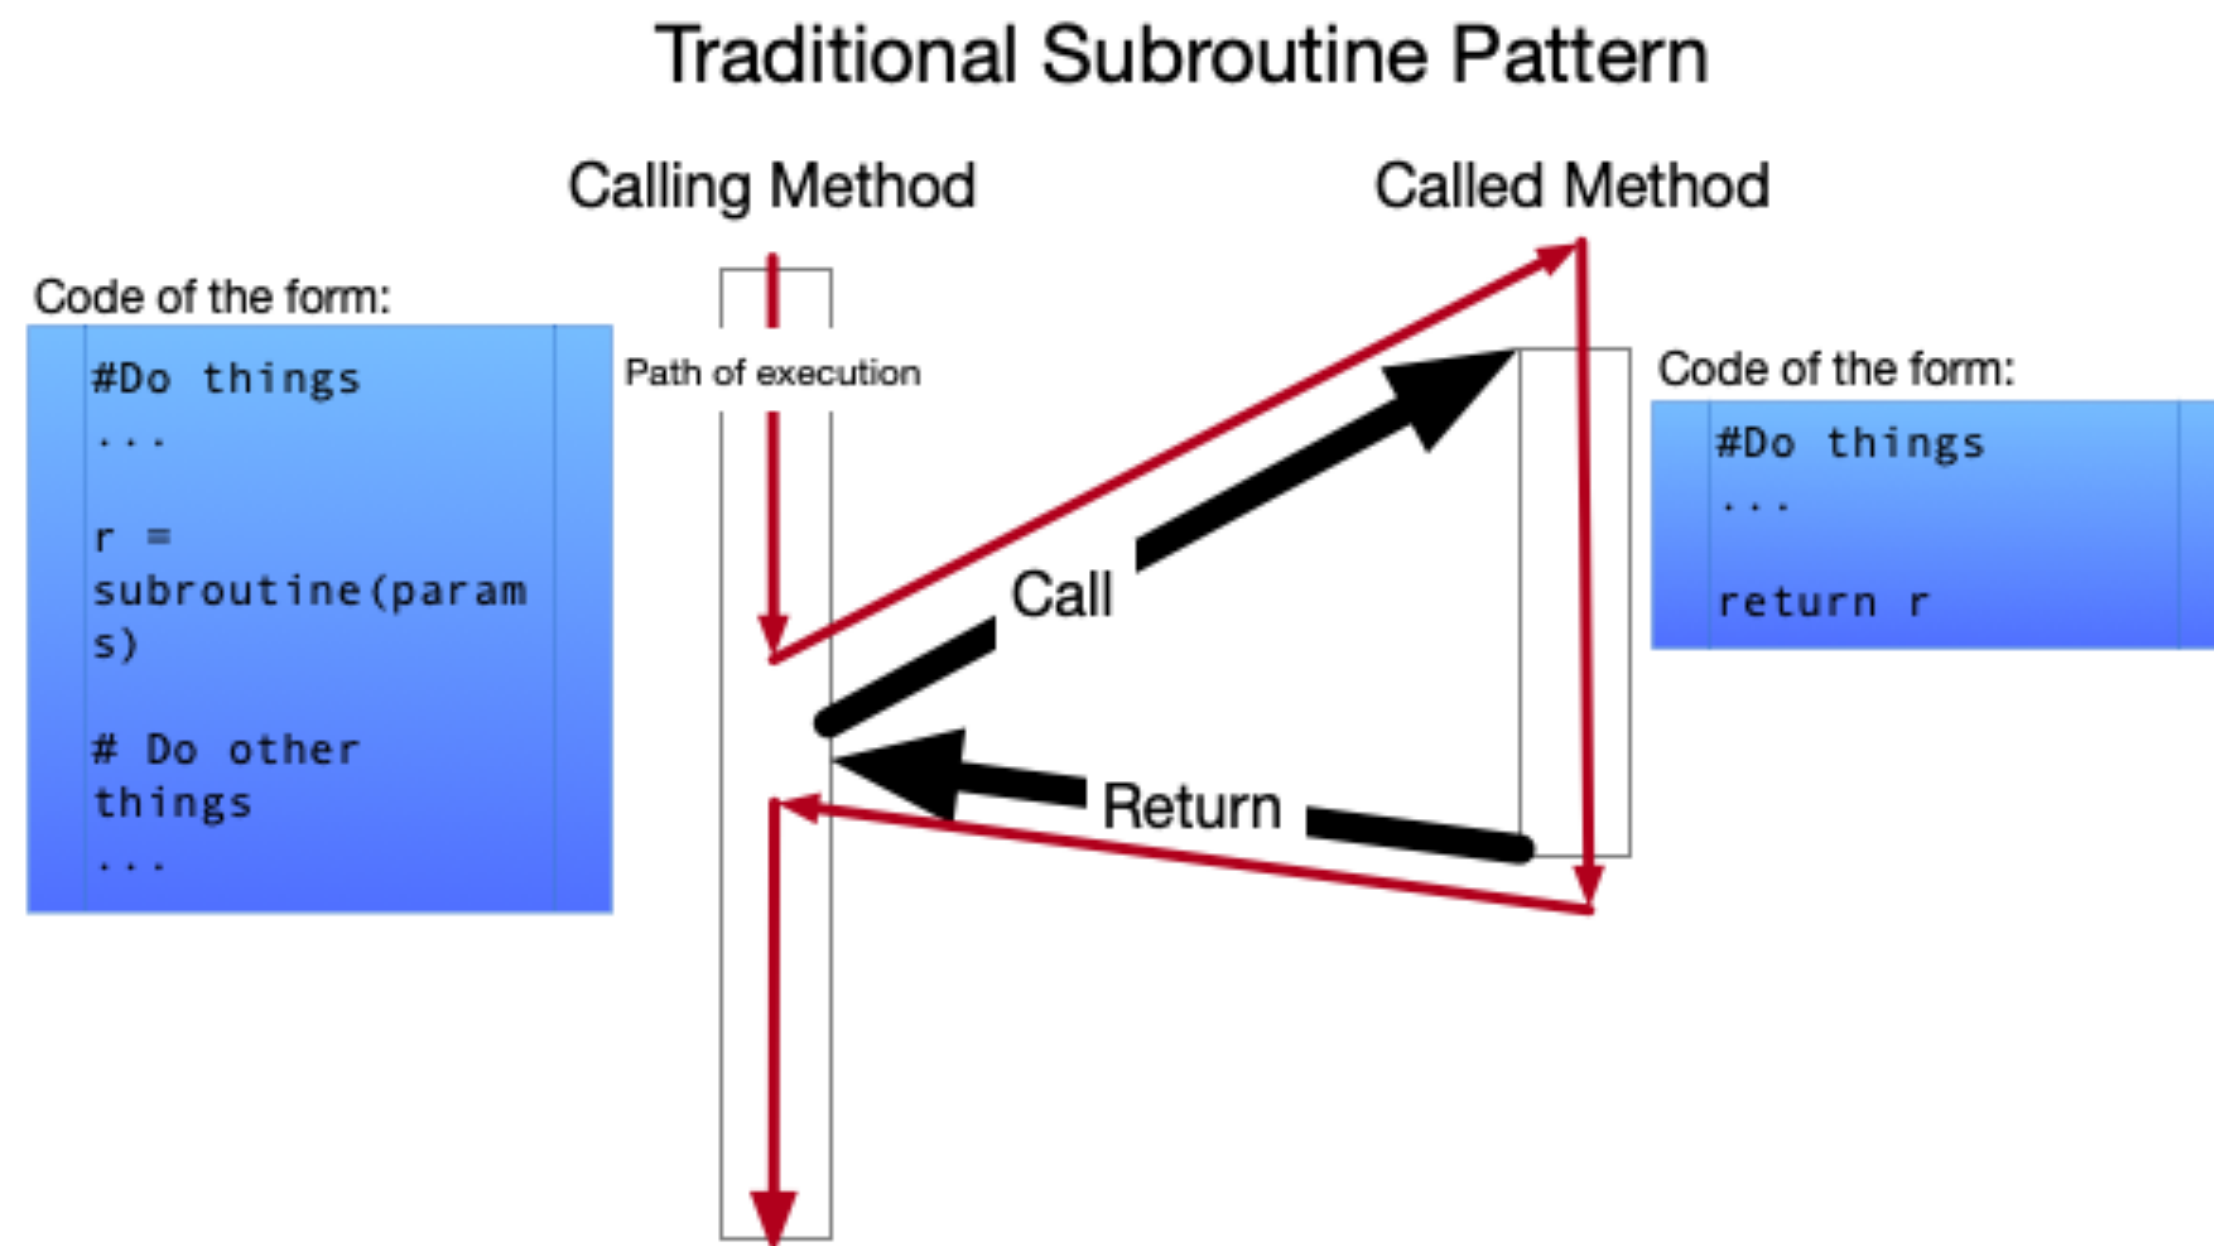 Traditional Subroutine Pattern
Calling Method
Called Method
Code of the form:
#Do things
...
r =
subroutine(param
s)
# Do other
things
...
Path of execution
Call
Return
Code of the form:
#Do things
...
return r